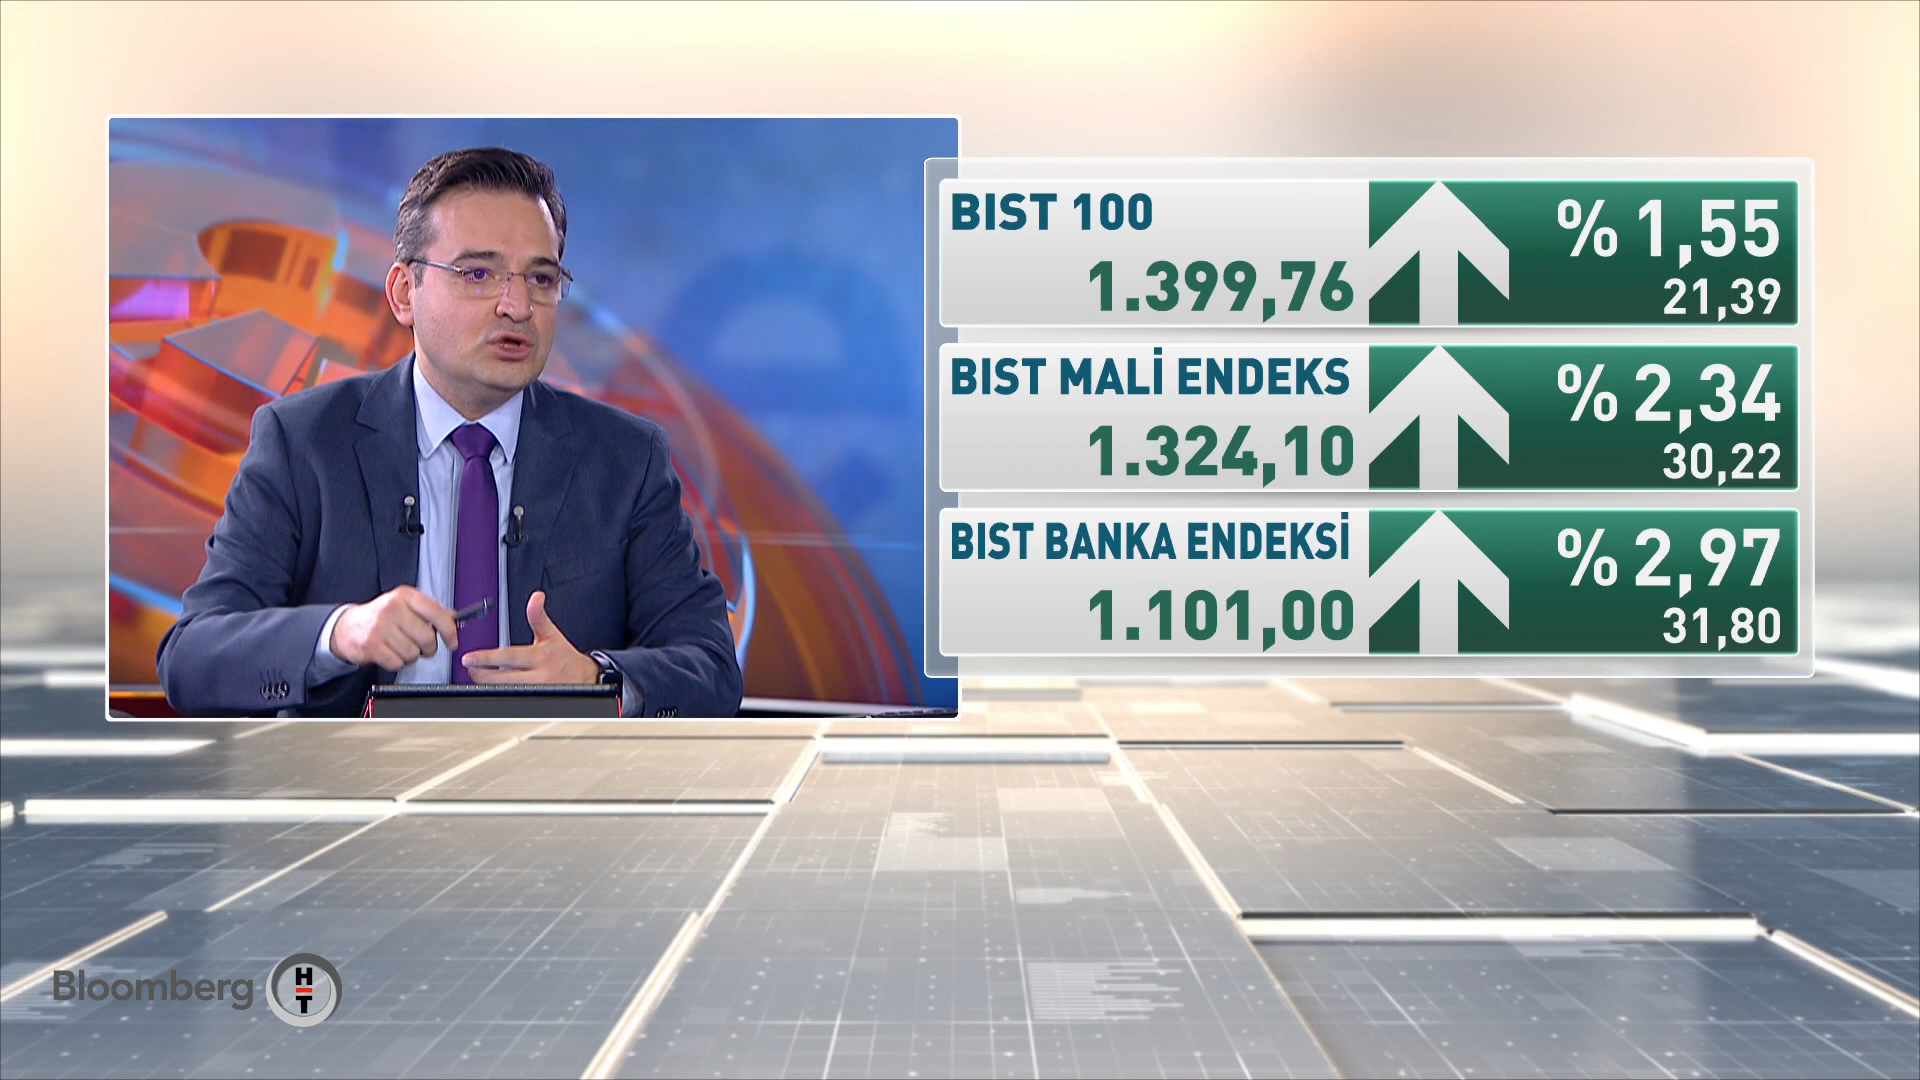 BIST 100
1.399,76
% 1,55
21,39
BIST MALİ ENDEKS
1.324,10
% 2,34
30,22
BIST BANKA ENDEKSİ
1.101,00
% 2,97
31,80
Bloomberg HT